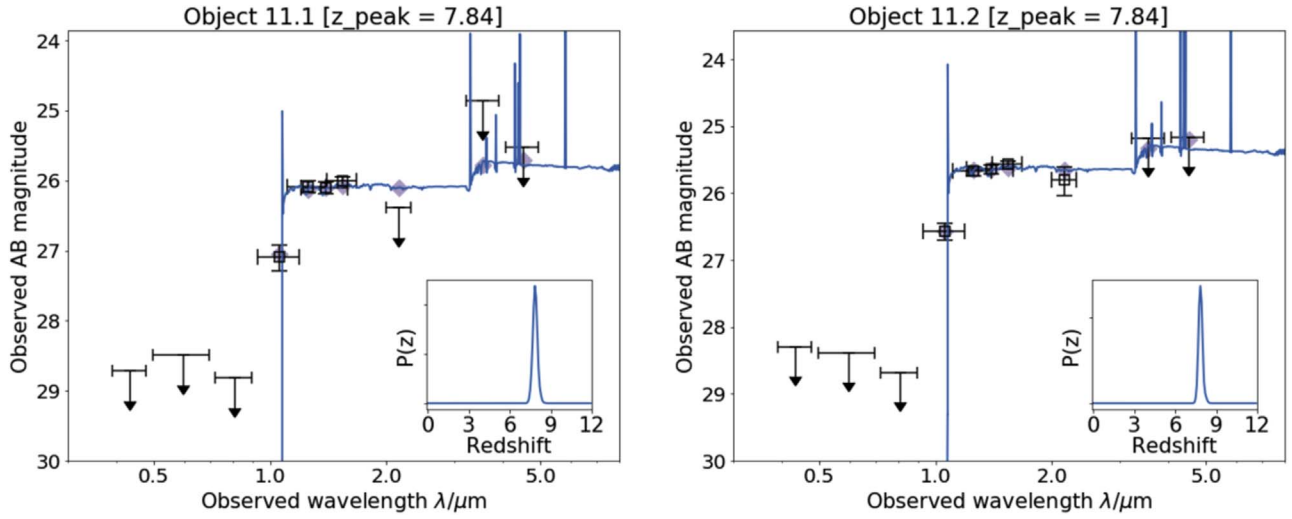 Object 11.1 [z_peak = 7.84]
24
25
26
27
28
29
30
Observed AB magnitude
0.5 1.0 2.0 5.0
Observed wavelength λ/μm
P(z)
0 3 6 9 12
Redshift
Object 11.2 [z_peak = 7.84]
24
25
26
27
28
29
30
Observed AB magnitude
0.5 1.0 2.0 5.0
Observed wavelength λ/μm
P(z)
0 3 6 9 12
Redshift